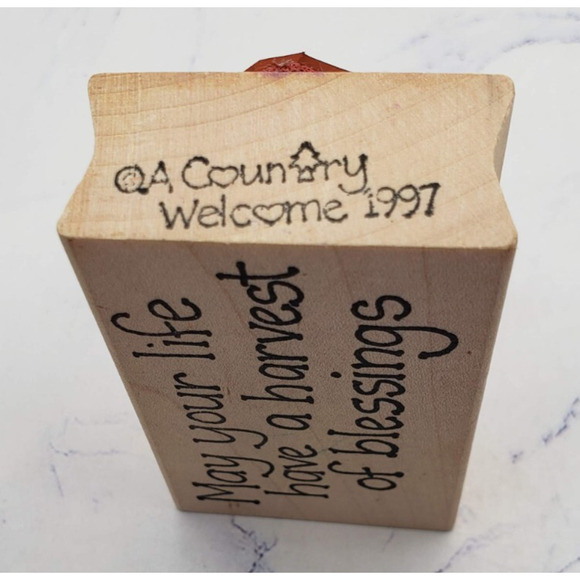 ©A Country
Welcome 1997
May your life
have a harvest
of blessings